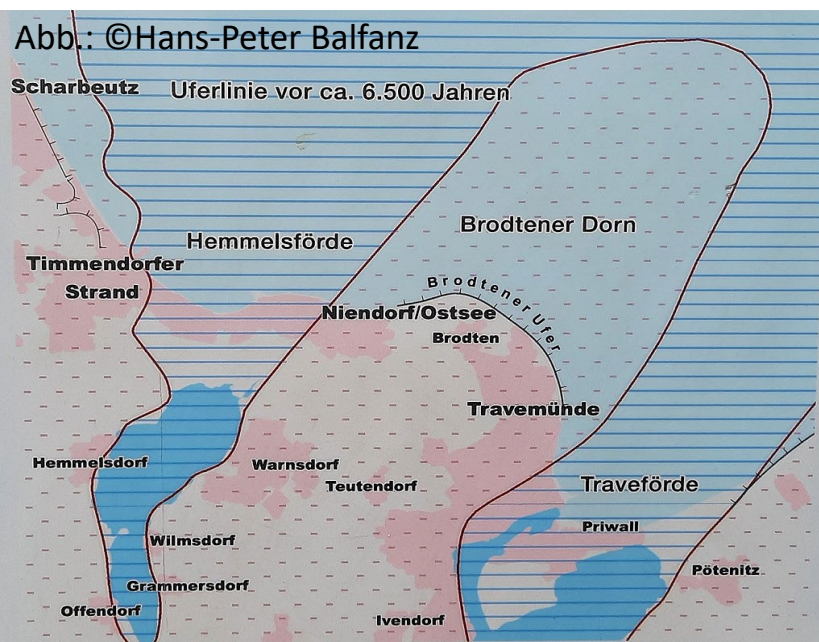 Abb.: ©Hans-Peter Balfanz
Scharbeutz
Uferlinie vor ca. 6.500 Jahren
Brodtener Dorn
Hemmelsförde
Timmendorfer
Strand
Brodtener Ufer
Niendorf/Ostsee
Brodten
Travemünde
Hemmelsdorf
Warnsdorf
Teutendorf
Traveförde
Priwall
Wilmsdorf
Pötenitz
Grammersdorf
Offendorf
Ivendorf